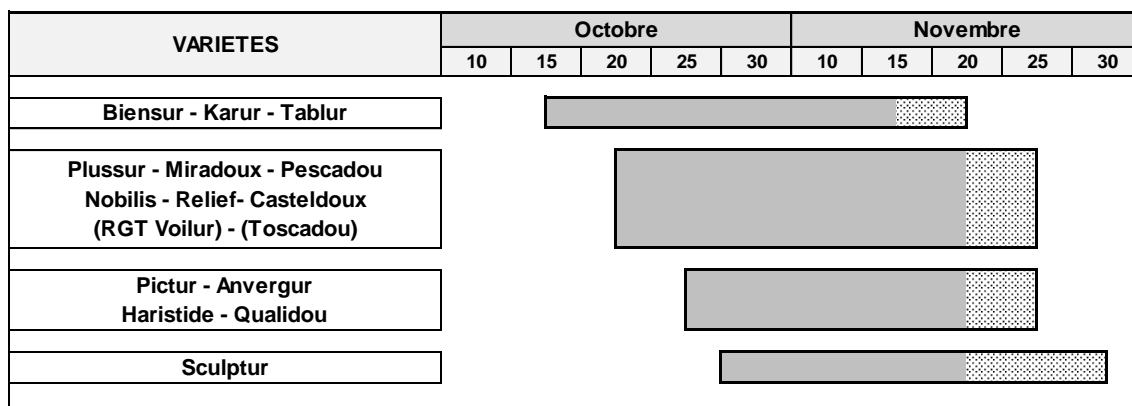 VARIETES Octobre Novembre
10 15 20 25 30 10 15 20 25 30
Biensur - Karur - Tablur
Plussur - Miradoux - Pescadou
Nobilis - Relief- Casteldoux
(RGT Voilur) - (Toscadou)
Pictur - Anvergur
Haristide - Qualidou
Sculptur